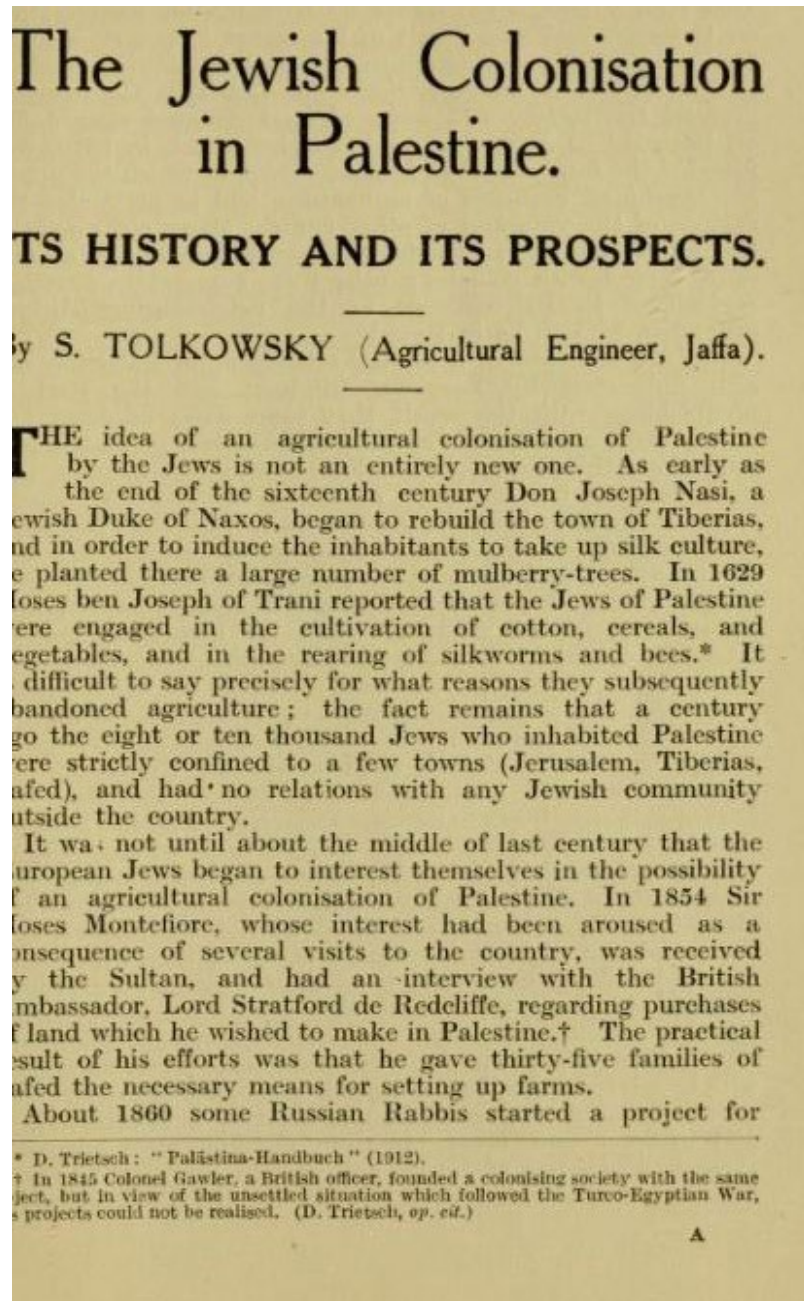 The Jewish Colonisation
in Palestine.
TS HISTORY AND ITS PROSPECTS.
y S. TOLKOWSKY (Agricultural Engineer, Jaffa).
THE idea of an agricultural colonisation of Palestine
by the Jews is not an entirely new one. As early as
the end of the sixteenth century Don Joseph Nasi, a
ewish Duke of Naxos, began to rebuild the town of Tiberias,
nd in order to induce the inhabitants to take up silk culture,
e planted there a large number of mulberry-trees. In 1629
oses ben Joseph of Trani reported that the Jews of Palestine
ere engaged in the cultivation of cotton, cereals, and
egetables, and in the rearing of silkworms and bees.* It
difficult to say precisely for what reasons they subsequently
bandoned agriculture; the fact remains that a century
go the eight or ten thousand Jews who inhabited Palestine
ere strictly confined to a few towns (Jerusalem, Tiberias,
afed), and had no relations with any Jewish community
utside the country.
It was not until about the middle of last century that the
uropean Jews began to interest themselves in the possibility
f an agricultural colonisation of Palestine. In 1854 Sir
oses Montefiore, whose interest had been aroused as a
onsequence of several visits to the country, was received
y the Sultan, and had an interview with the British
mbassador, Lord Stratford de Redcliffe, regarding purchases
f land which he wished to make in Palestine.† The practical
esult of his efforts was that he gave thirty-five families of
afed the necessary means for setting up farms.
About 1860 some Russian Rabbis started a project for
* D. Trietsch: "Palästina-Handbuch" (1912).
† In 1845 Colonel Gawler, a British officer, founded a colonising society with the same
ject, but in view of the unsettled situation which followed the Turco-Egyptian War,
s projects could not be realised. (D. Trietsch, op. cit.)
A